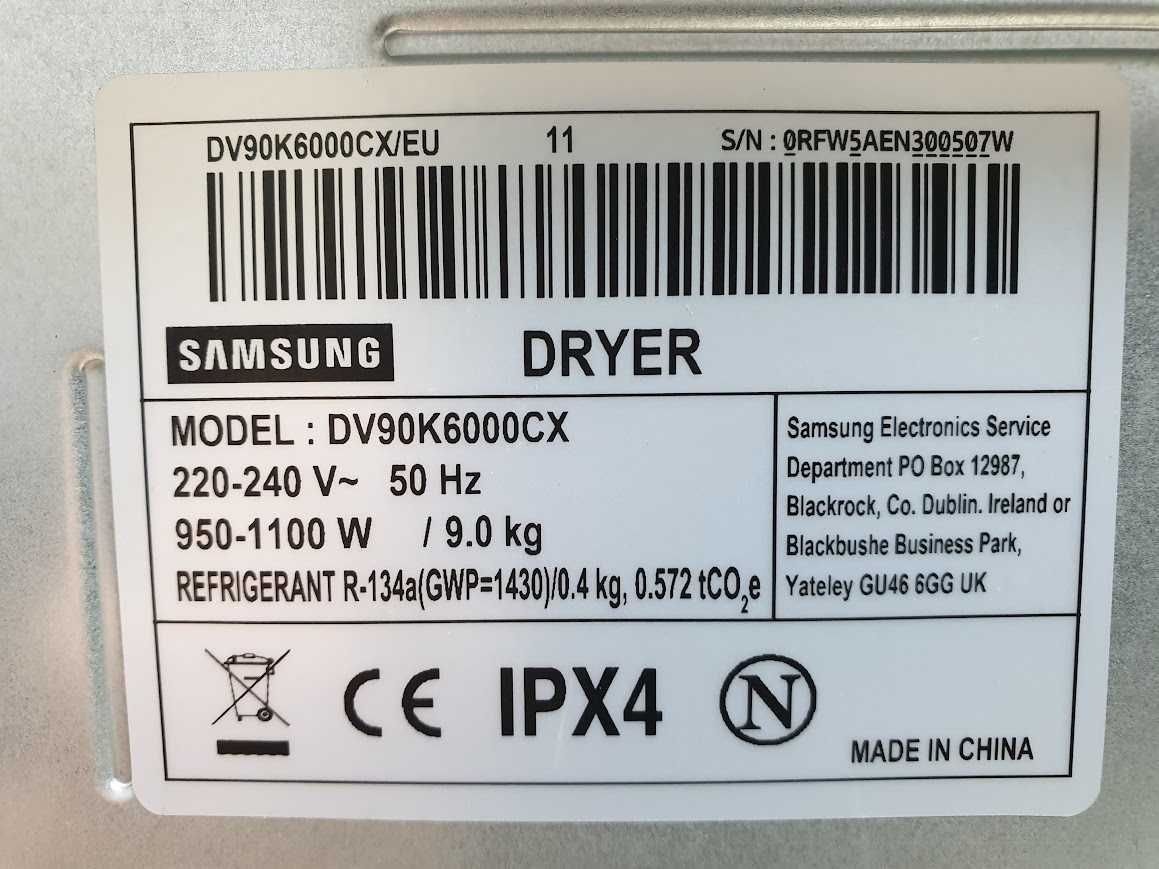 DV90K6000CX/EU 11 S/N : 0RFW5AEN300507W
SAMSUNG DRYER
MODEL : DV90K6000CX
220-240 V~ 50 Hz
950-1100 W / 9.0 kg
REFRIGERANT R-134a(GWP=1430)/0.4 kg, 0.572 tCO₂e
Samsung Electronics Service
Department PO Box 12987,
Blackrock, Co. Dublin. Ireland or
Blackbushe Business Park,
Yateley GU46 6GG UK
CE IPX4 N
MADE IN CHINA